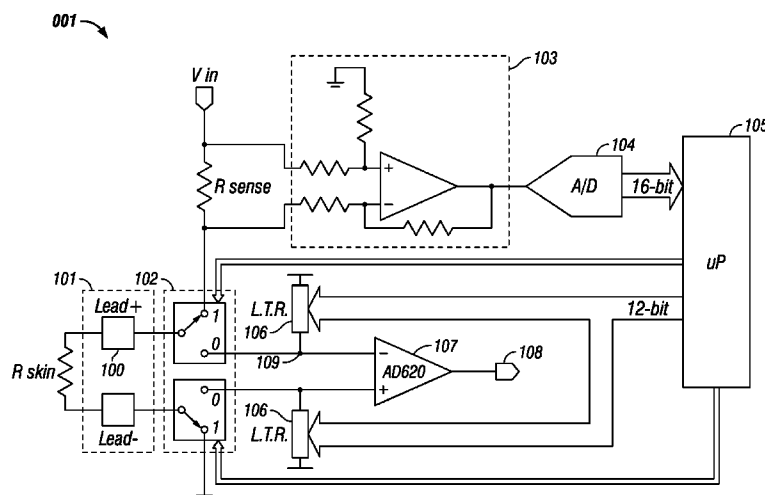 001
103
V in
105
104
+
R sense
A/D
16-bit
−
uP
101
102
Lead+
1
L.T.R.
12-bit
106
107
108
100
0
109
−
R skin
AD620
0
+
106
1
L.T.R.
Lead-